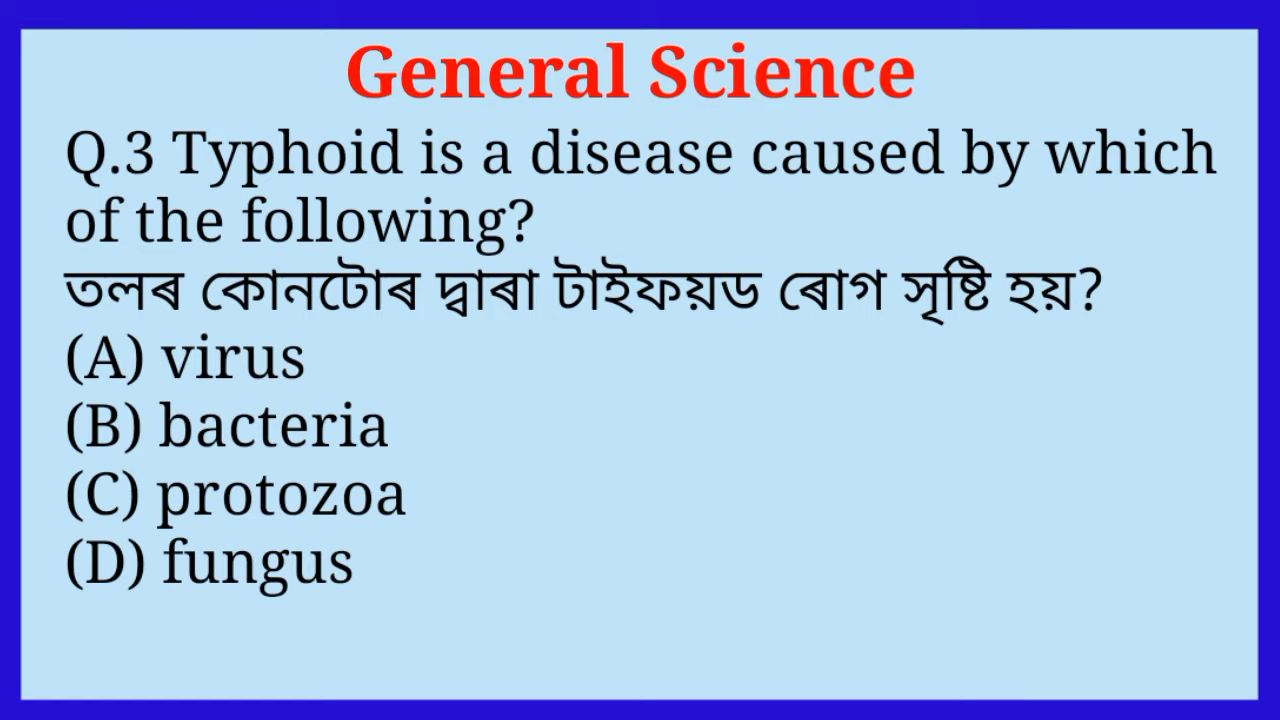 General Science
Q.3 Typhoid is a disease caused by which
of the following?
তলৰ কোনটোৰ দ্বাৰা টাইফয়ড ৰোগ সৃষ্টি হয়?
(A) virus
(B) bacteria
(C) protozoa
(D) fungus